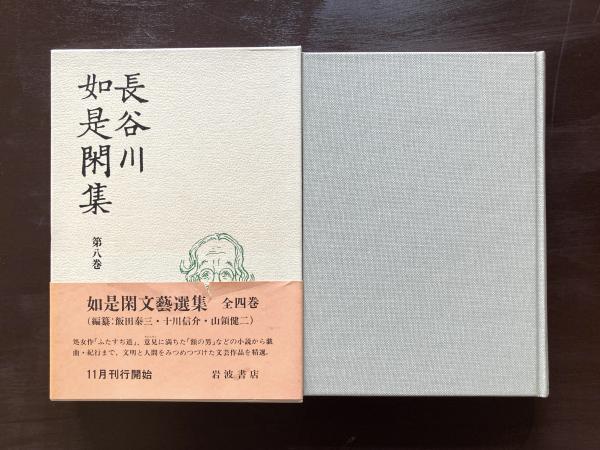 長谷川
如是閑集
第八巻
如是閑文藝選集 全四巻
(編纂:飯田泰三・十川信介・山領健二)
処女作「ふたすぢ道」、意見に満ちた「額の男」などの小説から戯
曲・紀行まで、文明と人間をみつめつづけた文芸作品を精選。
11月刊行開始 岩波書店